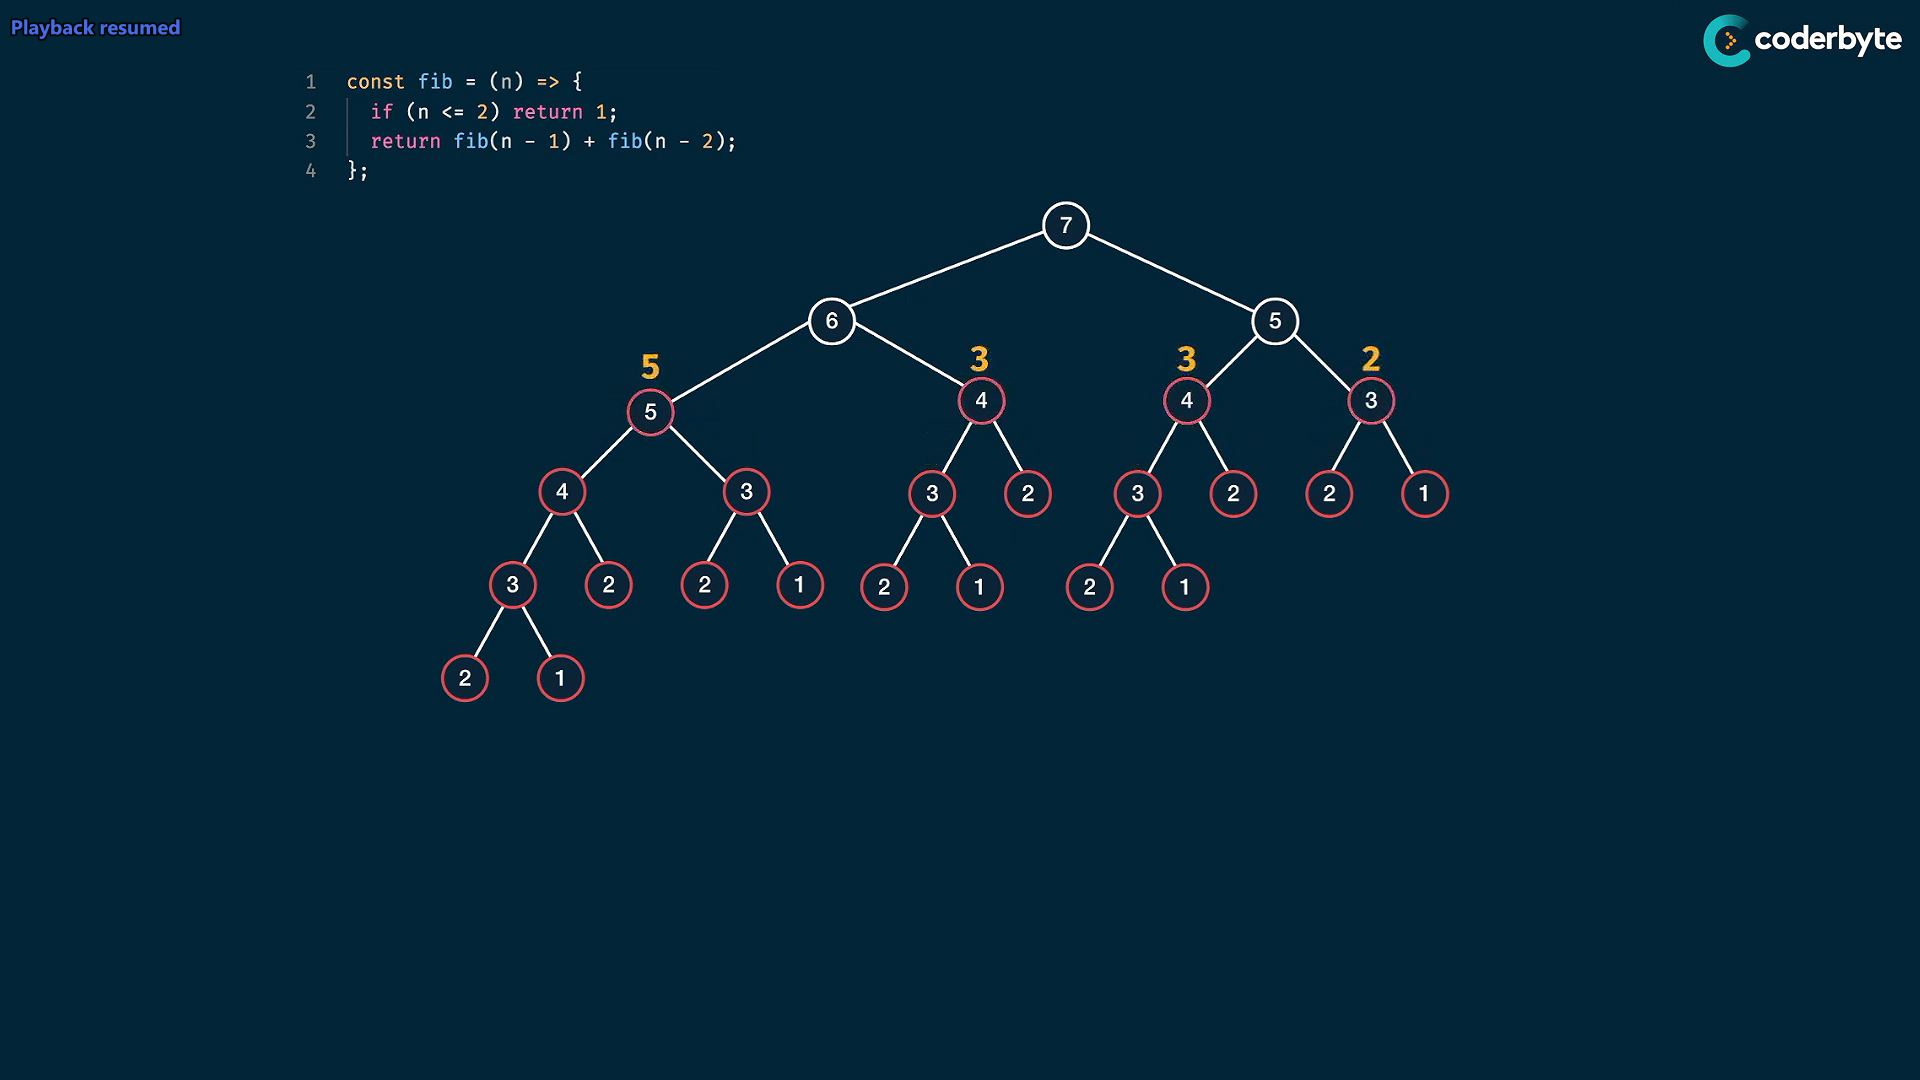 Playback resumed
coderbyte
1 const fib = (n) => {
2 if (n <= 2) return 1;
3 return fib(n - 1) + fib(n - 2);
4 };
7
6 5
5 3 3 2
5 4 4 3
4 3 3 2 3 2 2 1
3 2 2 1 2 1 2 1
2 1